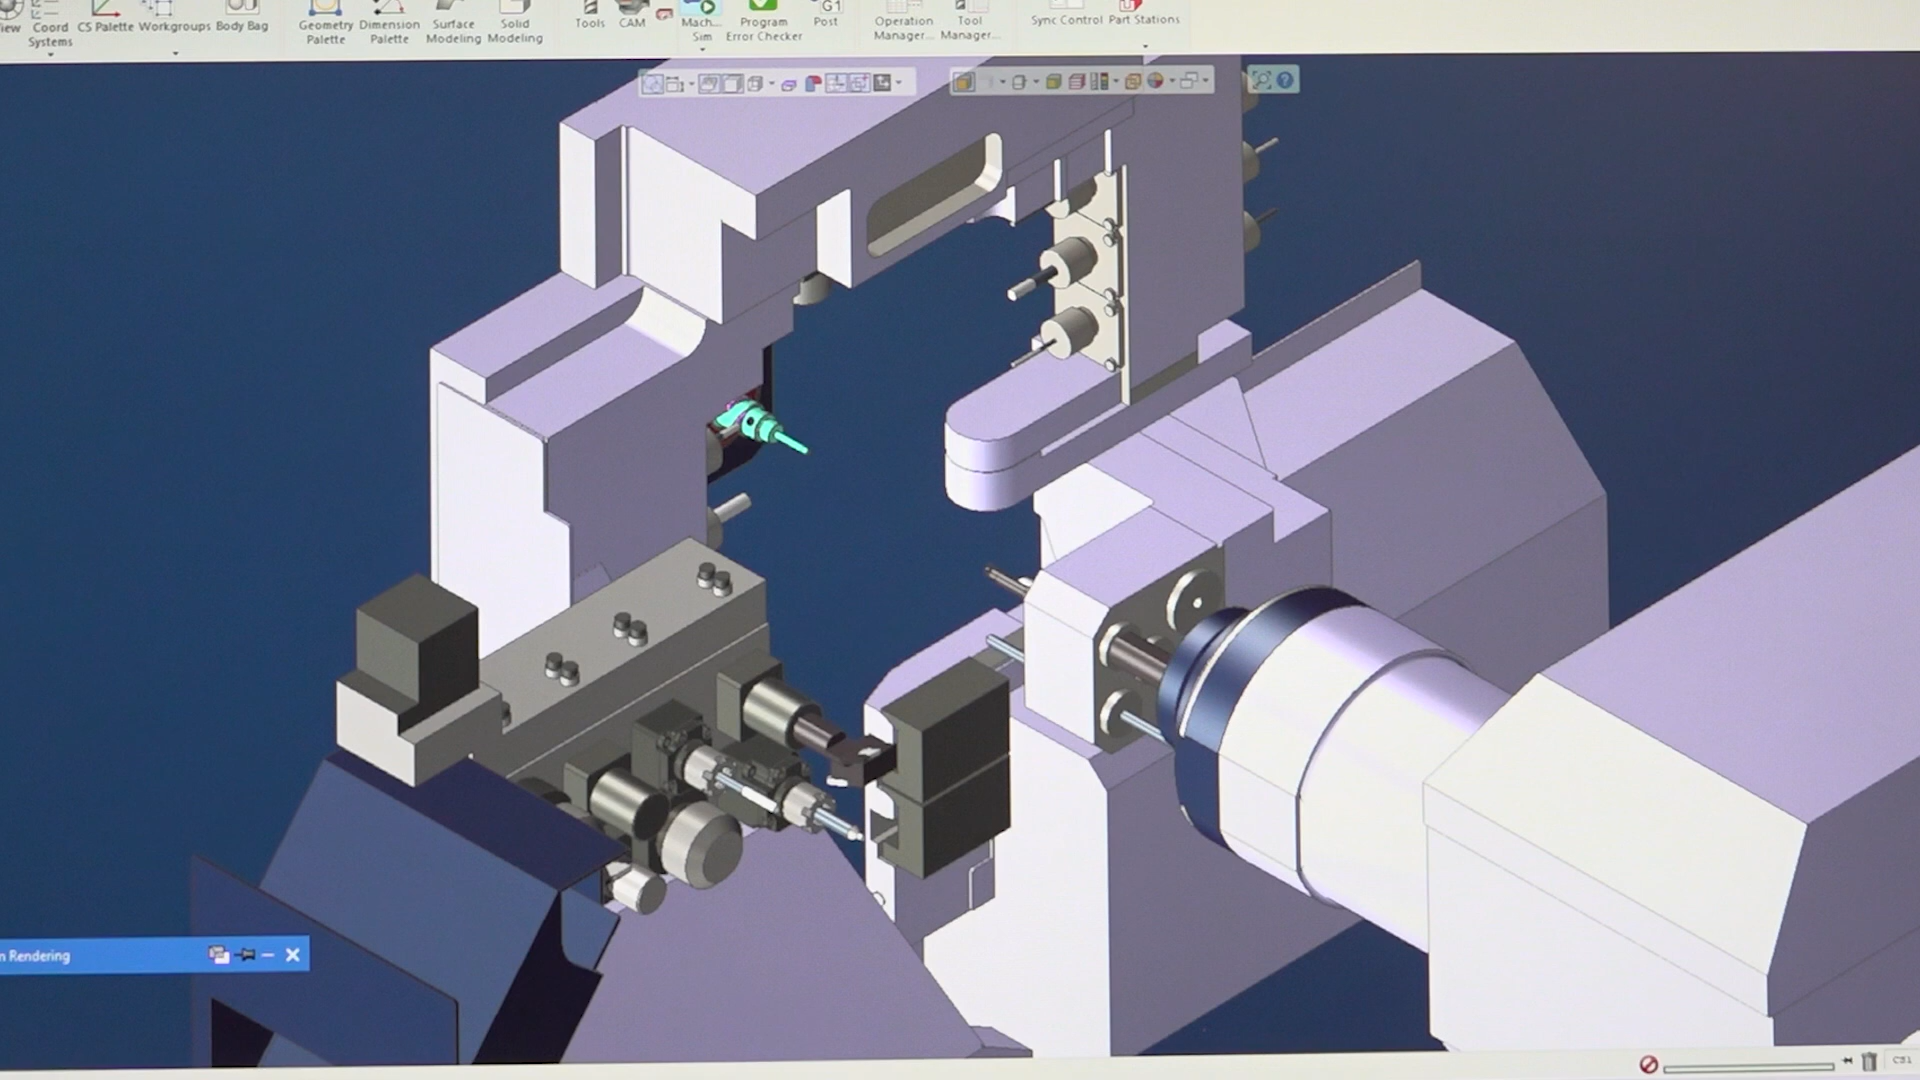 iew
Coord
Systems
CS Palette
Workgroups
Body Bag
Geometry
Palette
Dimension
Palette
Surface
Modeling
Solid
Modeling
Tools
CAM
Mach...
Sim
Program
Error Checker
G1
Post
Operation
Manager...
Tool
Manager...
Sync Control
Part Stations
n Rendering
CS1